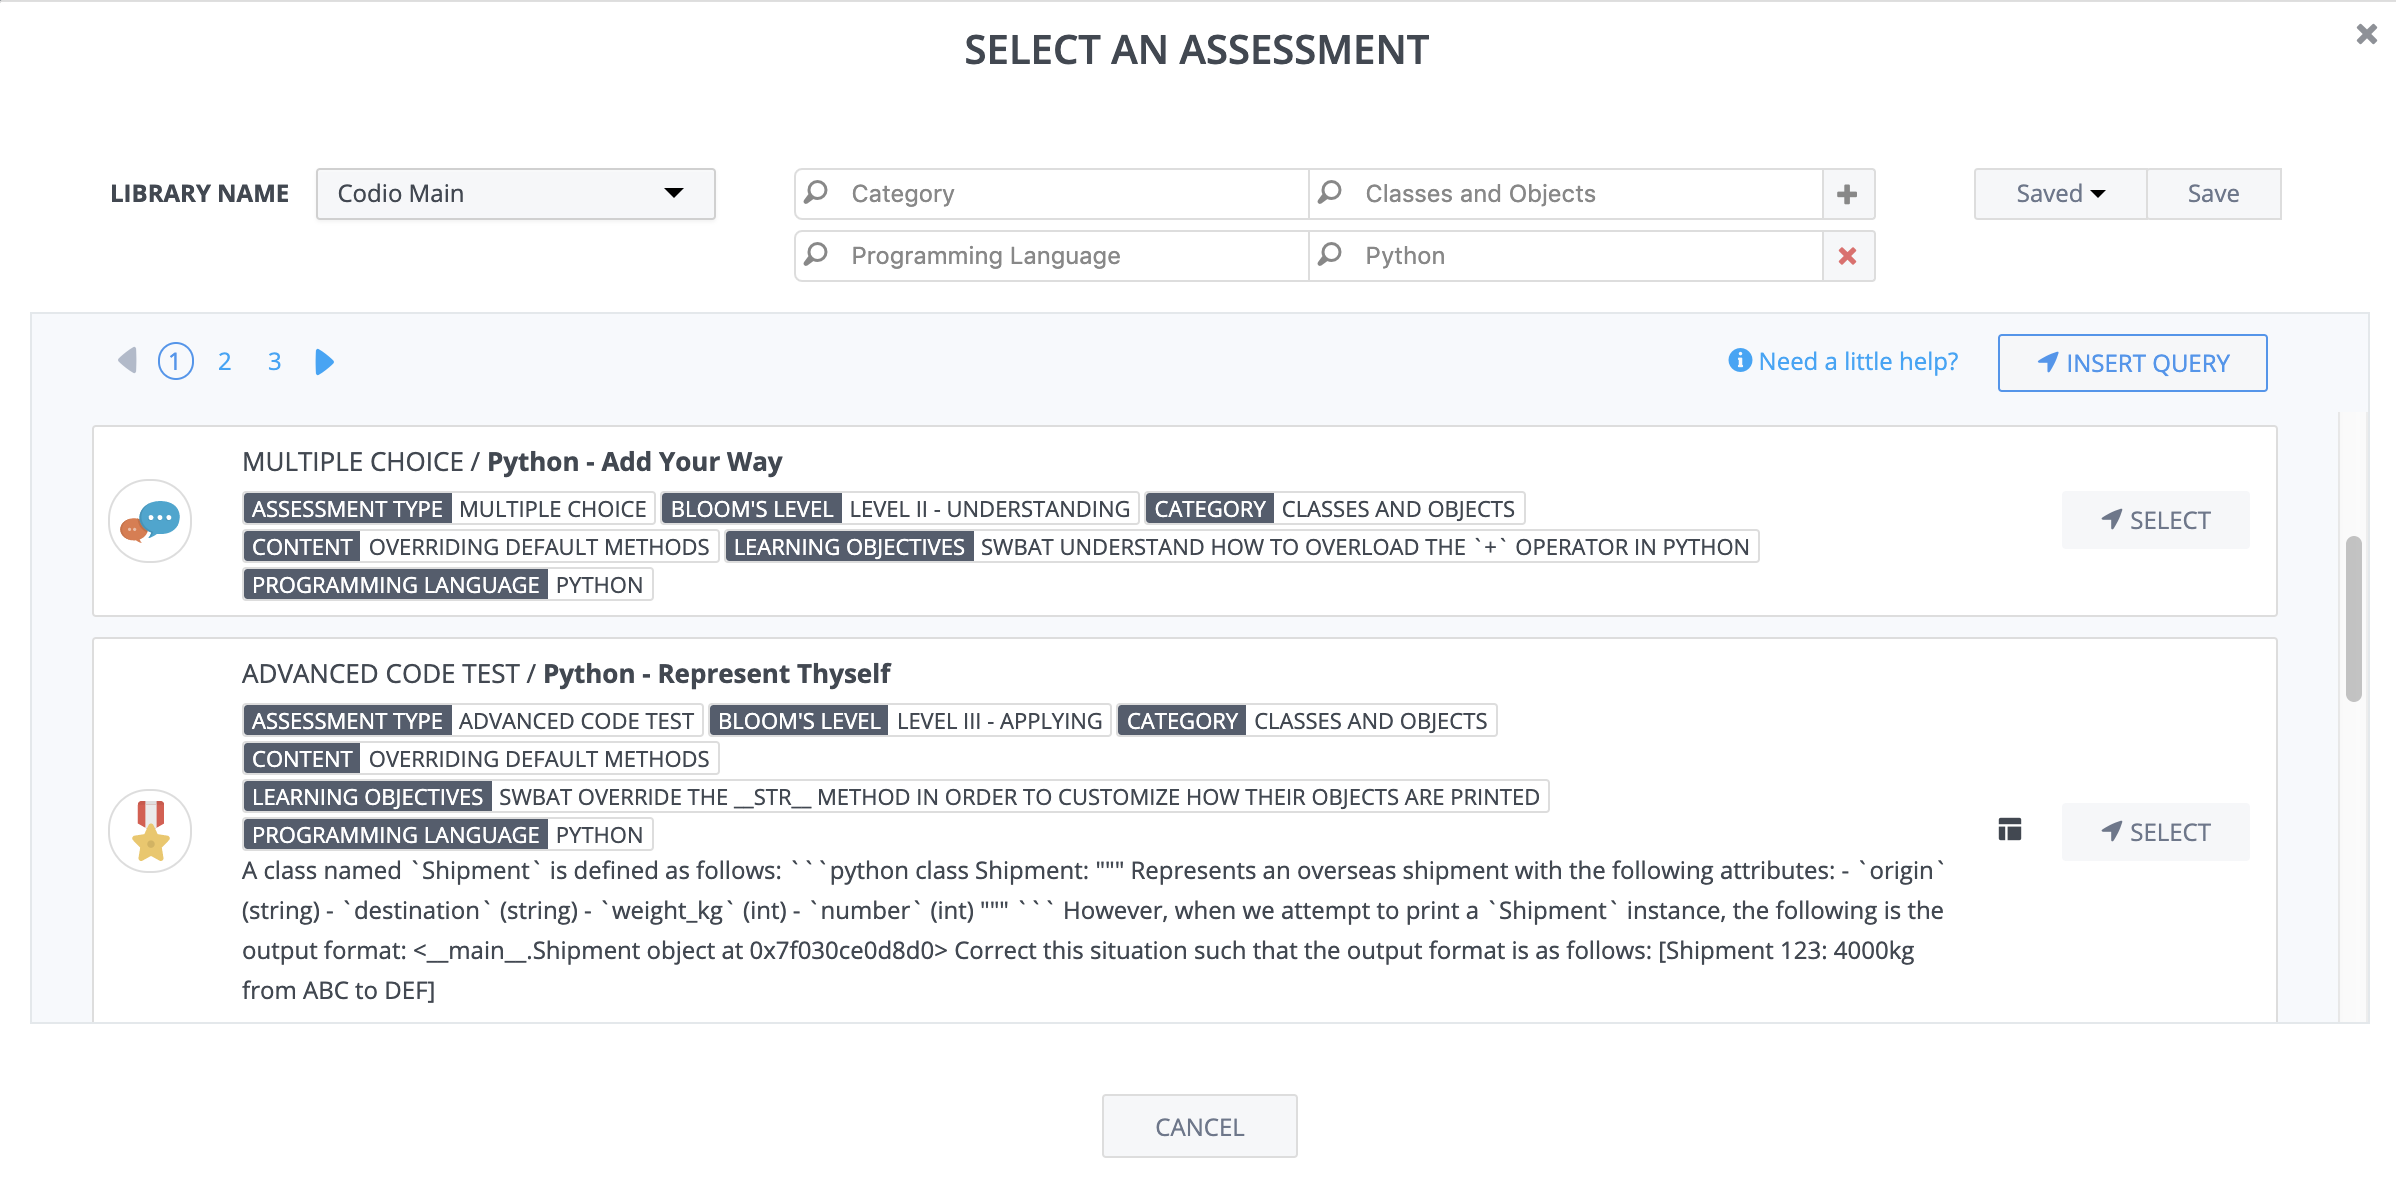 SELECT AN ASSESSMENT
LIBRARY NAME Codio Main Category Classes and Objects Saved Save
Programming Language Python
1 2 3 Need a little help? INSERT QUERY
MULTIPLE CHOICE / Python - Add Your Way
ASSESSMENT TYPE MULTIPLE CHOICE BLOOM'S LEVEL LEVEL II - UNDERSTANDING CATEGORY CLASSES AND OBJECTS
SELECT
CONTENT OVERRIDING DEFAULT METHODS LEARNING OBJECTIVES SWBAT UNDERSTAND HOW TO OVERLOAD THE `+` OPERATOR IN PYTHON
PROGRAMMING LANGUAGE PYTHON
ADVANCED CODE TEST / Python - Represent Thyself
ASSESSMENT TYPE ADVANCED CODE TEST BLOOM'S LEVEL LEVEL III - APPLYING CATEGORY CLASSES AND OBJECTS
CONTENT OVERRIDING DEFAULT METHODS
LEARNING OBJECTIVES SWBAT OVERRIDE THE __STR__ METHOD IN ORDER TO CUSTOMIZE HOW THEIR OBJECTS ARE PRINTED
PROGRAMMING LANGUAGE PYTHON
SELECT
A class named `Shipment` is defined as follows: ```python class Shipment: """ Represents an overseas shipment with the following attributes: - `origin`
(string) - `destination` (string) - `weight_kg` (int) - `number` (int) """ ``` However, when we attempt to print a `Shipment` instance, the following is the
output format: <__main__.Shipment object at 0x7f030ce0d8d0> Correct this situation such that the output format is as follows: [Shipment 123: 4000kg
from ABC to DEF]
CANCEL